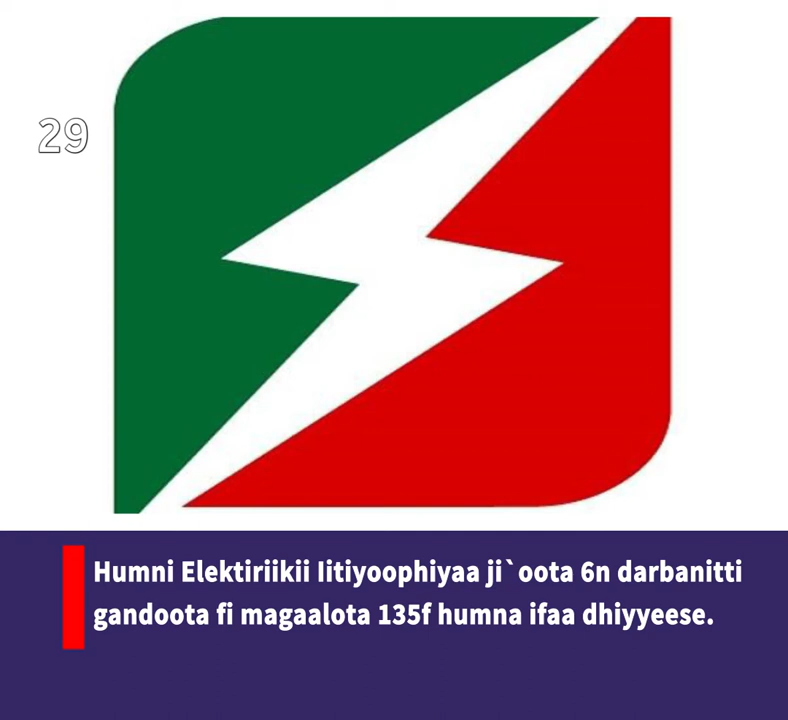 29
Humni Elektiriikii Iitiyoophiyaa ji`oota 6n darbanitti
gandoota fi magaalota 135f humna ifaa dhiyyeese.